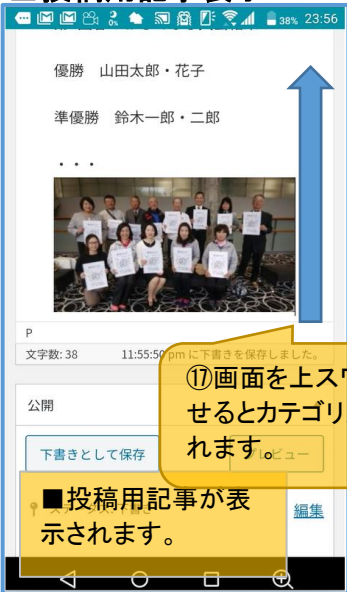 38% 23:56
優勝 山田太郎・花子
準優勝 鈴木一郎・二郎
・・・
P
文字数: 38 11:55:50 pm に下書きを保存しました。
⑰画面を上スワ
せるとカテゴリ
れます。
公開
下書きとして保存
プレビュー
■投稿用記事が表
示されます。
編集